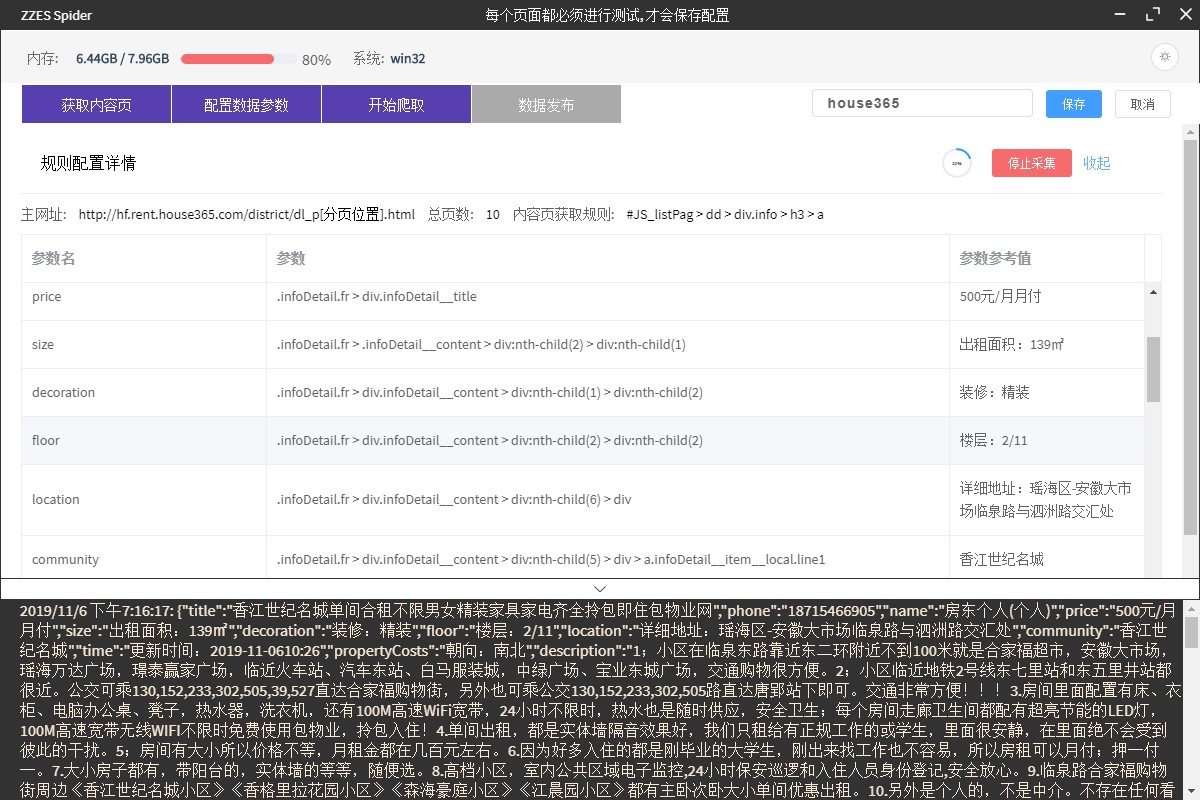 ZZES Spider 每个页面都必须进行测试,才会保存配置
内存: 6.44GB / 7.96GB 80% 系统: win32
获取内容页 配置数据参数 开始爬取 数据发布 house365 保存 取消
规则配置详情 停止采集 收起
主网址: http://hf.rent.house365.com/district/dl_p[分页位置].html 总页数: 10 内容页获取规则: #JS_listPag > dd > div.info > h3 > a
参数名 参数 参数参考值
price .infoDetail.fr > div.infoDetail__title 500元/月月付
size .infoDetail.fr > .infoDetail__content > div:nth-child(2) > div:nth-child(1) 出租面积：139㎡
decoration .infoDetail.fr > div.infoDetail__content > div:nth-child(1) > div:nth-child(2) 装修：精装
floor .infoDetail.fr > div.infoDetail__content > div:nth-child(2) > div:nth-child(2) 楼层：2/11
location .infoDetail.fr > div.infoDetail__content > div:nth-child(6) > div 详细地址：瑶海区-安徽大市
场临泉路与泗洲路交汇处
community .infoDetail.fr > div.infoDetail__content > div:nth-child(5) > div > a.infoDetail__item__local.line1 香江世纪名城
2019/11/6 下午7:16:17: {"title":"香江世纪名城单间合租不限男女精装家具家电齐全拎包即住包物业网","phone":"18715466905","name":"房东个人(个人)","price":"500元/月
月付","size":"出租面积：139㎡","decoration":"装修：精装","floor":"楼层：2/11","location":"详细地址：瑶海区-安徽大市场临泉路与泗洲路交汇处","community":"香江世
纪名城","time":"更新时间：2019-11-0610:26","propertyCosts":"朝向：南北","description":"1；小区在临泉东路靠近东二环附近不到100米就是合家福超市，安徽大市场，
瑶海万达广场，璟泰赢家广场，临近火车站、汽车东站、白马服装城，中绿广场、宝业东城广场，交通购物很方便。2；小区临近地铁2号线东七里站和东五里井站都
很近。公交可乘130,152,233,302,505,39,527直达合家福购物街，另外也可乘公交130,152,233,302,505路直达唐郢站下即可。交通非常方便！！！3.房间里面配置有床、衣
柜、电脑办公桌、凳子，热水器，洗衣机，还有100M高速WiFi宽带，24小时不限时，热水也是随时供应，安全卫生；每个房间走廊卫生间都配有超亮节能的LED灯，
100M高速宽带无线WIFI不限时免费使用包物业，拎包入住！4.单间出租，都是实体墙隔音效果好，我们只租给有正规工作的或学生，里面很安静，在里面绝不会受到
彼此的干扰。5；房间有大小所以价格不等，月租金都在几百元左右。6.因为好多入住的都是刚毕业的大学生，刚出来找工作也不容易，所以房租可以月付；押一付
一。7.大小房子都有，带阳台的，实体墙的等等，随便选。8.高档小区，室内公共区域电子监控,24小时保安巡逻和入住人员身份登记,安全放心。9.临泉路合家福购物
街周边《香江世纪名城小区》《香格里拉花园小区》《森海豪庭小区》《江晨园小区》都有主卧次卧大小单间优惠出租。10.另外是个人的，不是中介。不存在任何看